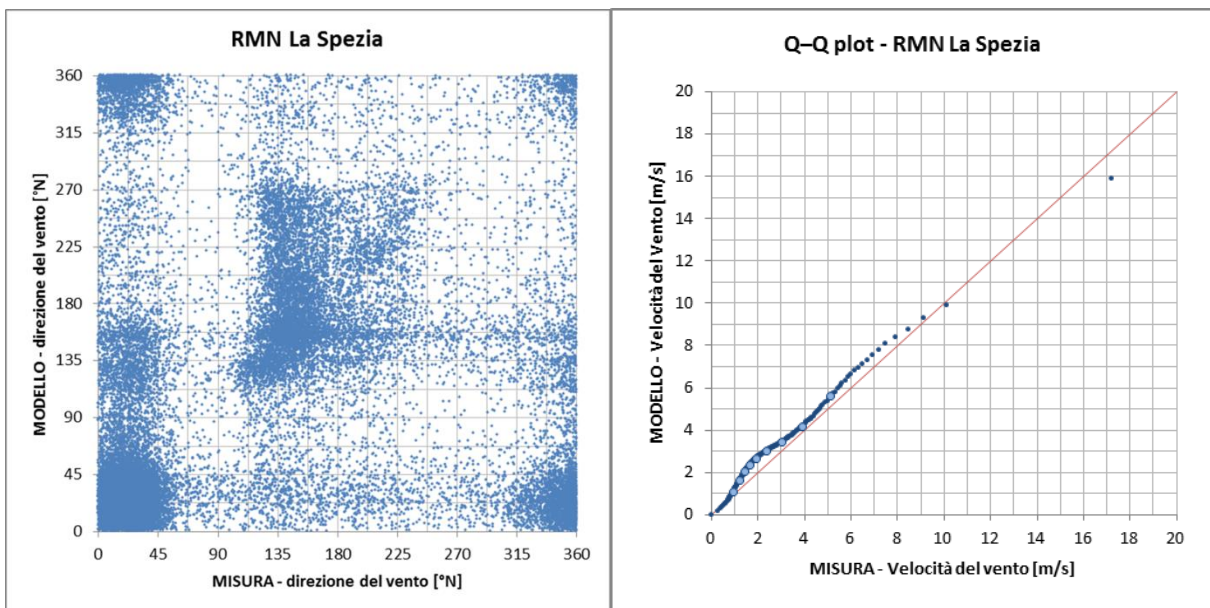 RMN La Spezia
MODELLO - direzione del vento [°N]
360
315
270
225
180
135
90
45
0
0 45 90 135 180 225 270 315 360
MISURA - direzione del vento [°N]
Q–Q plot - RMN La Spezia
MODELLO - Velocità del Vento [m/s]
20
18
16
14
12
10
8
6
4
2
0
0 2 4 6 8 10 12 14 16 18 20
MISURA - Velocità del vento [m/s]